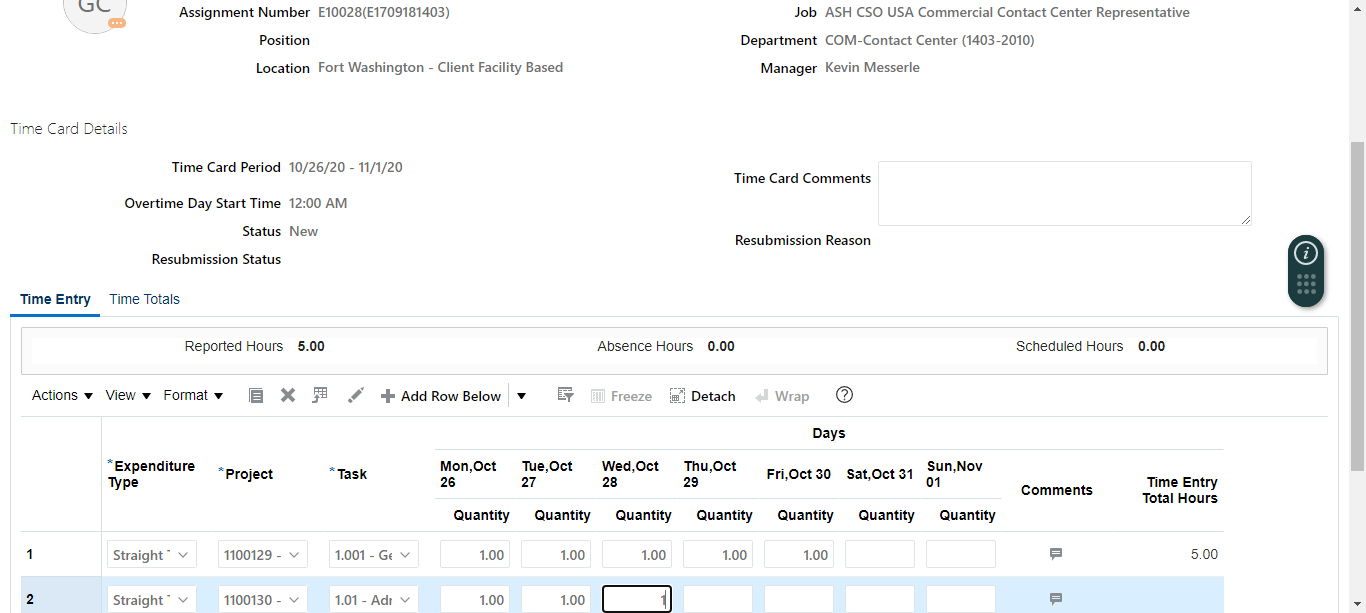 GC
Assignment Number E10028(E1709181403) Job ASH CSO USA Commercial Contact Center Representative
Position Department COM-Contact Center (1403-2010)
Location Fort Washington - Client Facility Based Manager Kevin Messerle
Time Card Details
Time Card Period 10/26/20 - 11/1/20 Time Card Comments
Overtime Day Start Time 12:00 AM
Status New Resubmission Reason
Resubmission Status
Time Entry Time Totals
Reported Hours 5.00 Absence Hours 0.00 Scheduled Hours 0.00
Actions View Format Add Row Below Freeze Detach Wrap
Days
*Expenditure Type *Project *Task Mon,Oct 26 Tue,Oct 27 Wed,Oct 28 Thu,Oct 29 Fri,Oct 30 Sat,Oct 31 Sun,Nov 01 Comments Time Entry Total Hours
Quantity Quantity Quantity Quantity Quantity Quantity Quantity
1 Straight 1100129 - 1.001 - Ge 1.00 1.00 1.00 1.00 1.00 5.00
2 Straight 1100130 - 1.01 - Adr 1.00 1.00 1